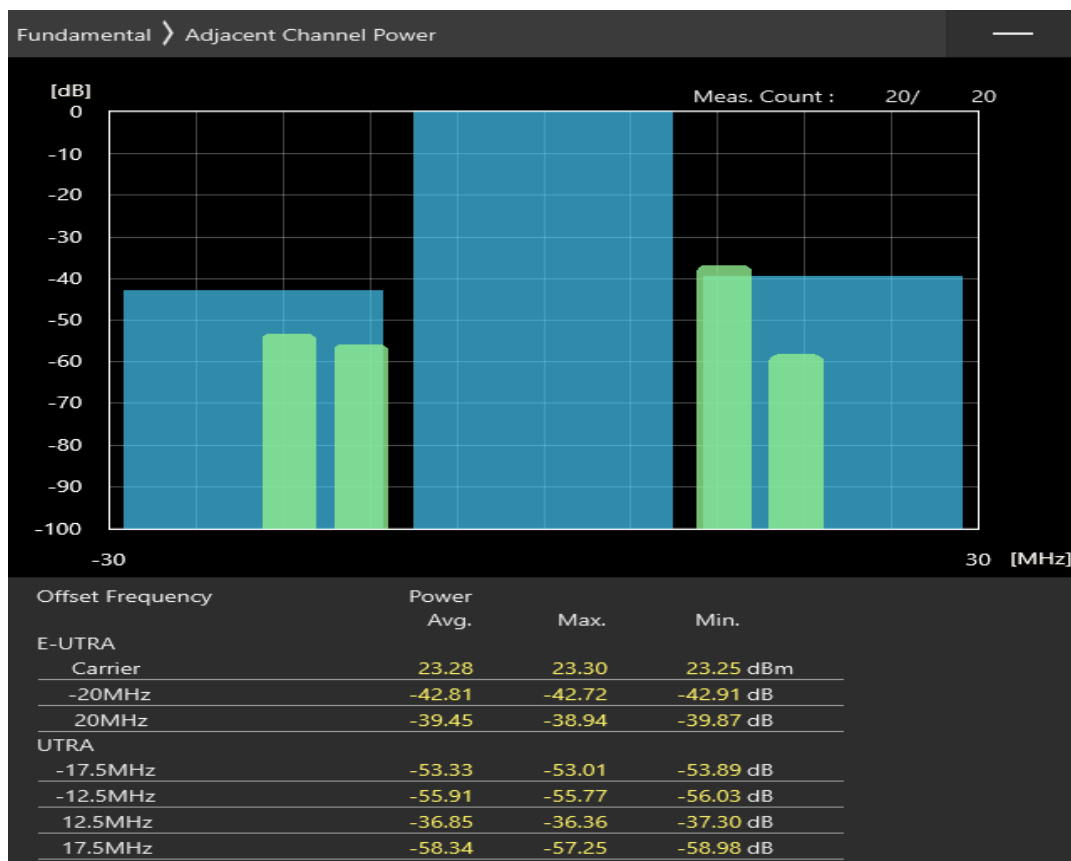 Fundamental ❯ Adjacent Channel Power
[dB]
Meas. Count : 20/ 20
0
-10
-20
-30
-40
-50
-60
-70
-80
-90
-100
-30 30 [MHz]
Offset Frequency Power
Avg. Max. Min.
E-UTRA
Carrier 23.28 23.30 23.25 dBm
-20MHz -42.81 -42.72 -42.91 dB
20MHz -39.45 -38.94 -39.87 dB
UTRA
-17.5MHz -53.33 -53.01 -53.89 dB
-12.5MHz -55.91 -55.77 -56.03 dB
12.5MHz -36.85 -36.36 -37.30 dB
17.5MHz -58.34 -57.25 -58.98 dB